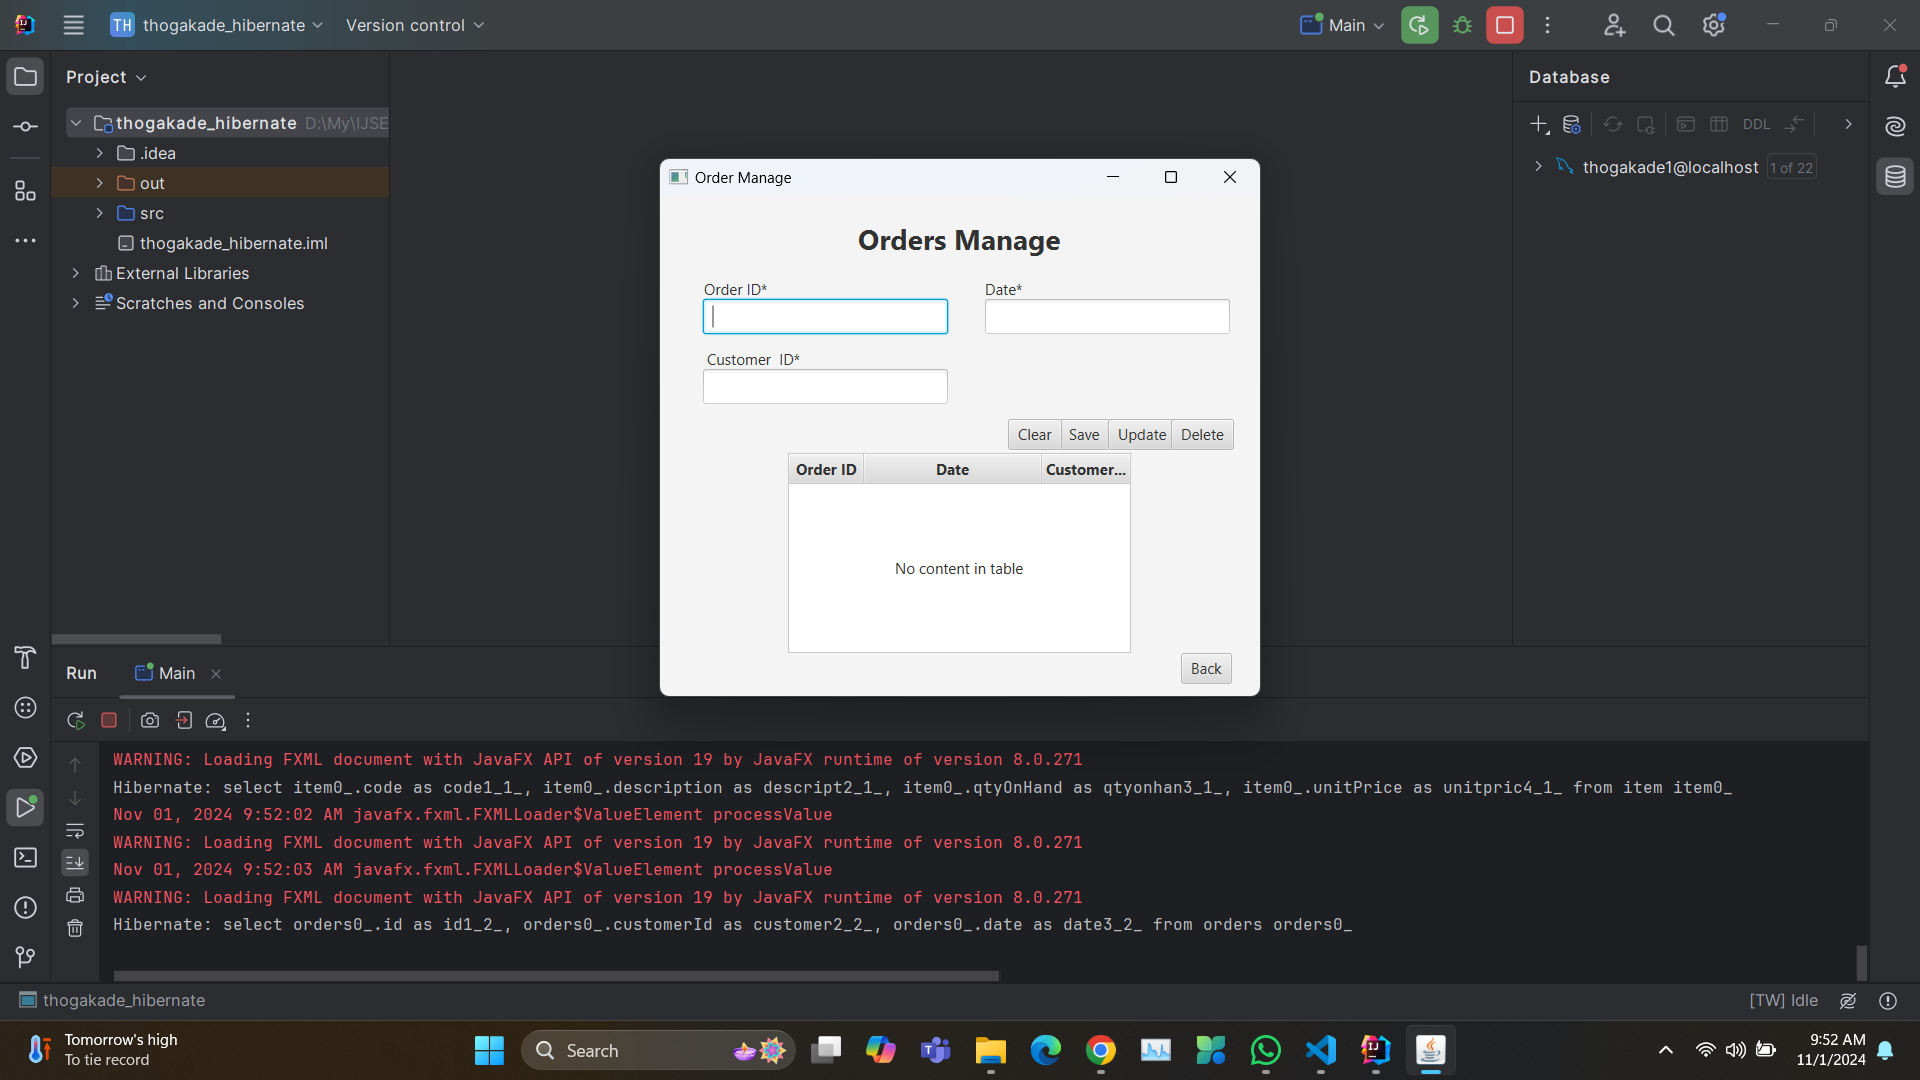 TH thogakade_hibernate Version control Main
Project
thogakade_hibernate D:\My\IJSE
.idea
out
src
thogakade_hibernate.iml
External Libraries
Scratches and Consoles
Database
DDL
thogakade1@localhost 1 of 22
Order Manage
Orders Manage
Order ID* Date*
Customer ID*
Clear Save Update Delete
Order ID Date Customer...
No content in table
Back
Run Main
WARNING: Loading FXML document with JavaFX API of version 19 by JavaFX runtime of version 8.0.271
Hibernate: select item0_.code as code1_1_, item0_.description as descript2_1_, item0_.qtyOnHand as qtyonhan3_1_, item0_.unitPrice as unitpric4_1_ from item item0_
Nov 01, 2024 9:52:02 AM javafx.fxml.FXMLLoader$ValueElement processValue
WARNING: Loading FXML document with JavaFX API of version 19 by JavaFX runtime of version 8.0.271
Nov 01, 2024 9:52:03 AM javafx.fxml.FXMLLoader$ValueElement processValue
WARNING: Loading FXML document with JavaFX API of version 19 by JavaFX runtime of version 8.0.271
Hibernate: select orders0_.id as id1_2_, orders0_.customerId as customer2_2_, orders0_.date as date3_2_ from orders orders0_
thogakade_hibernate [TW] Idle
Tomorrow's high
To tie record
Search
9:52 AM
11/1/2024